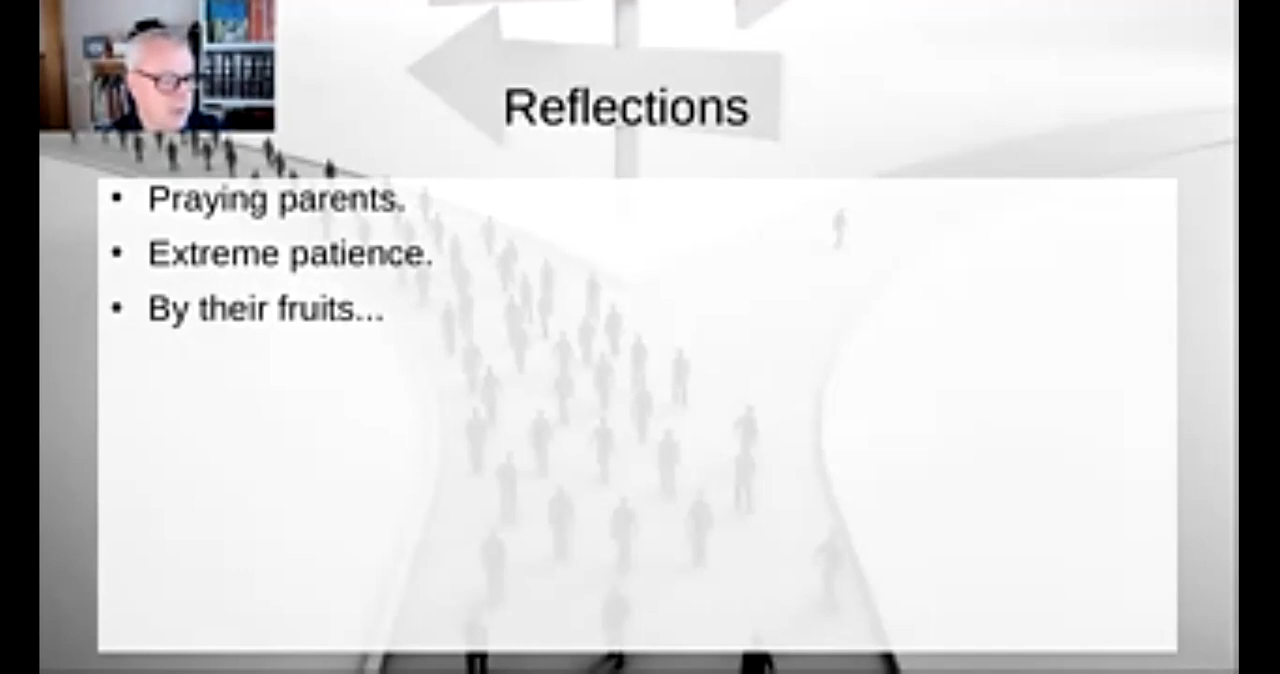 Reflections
• Praying parents.
• Extreme patience.
• By their fruits...